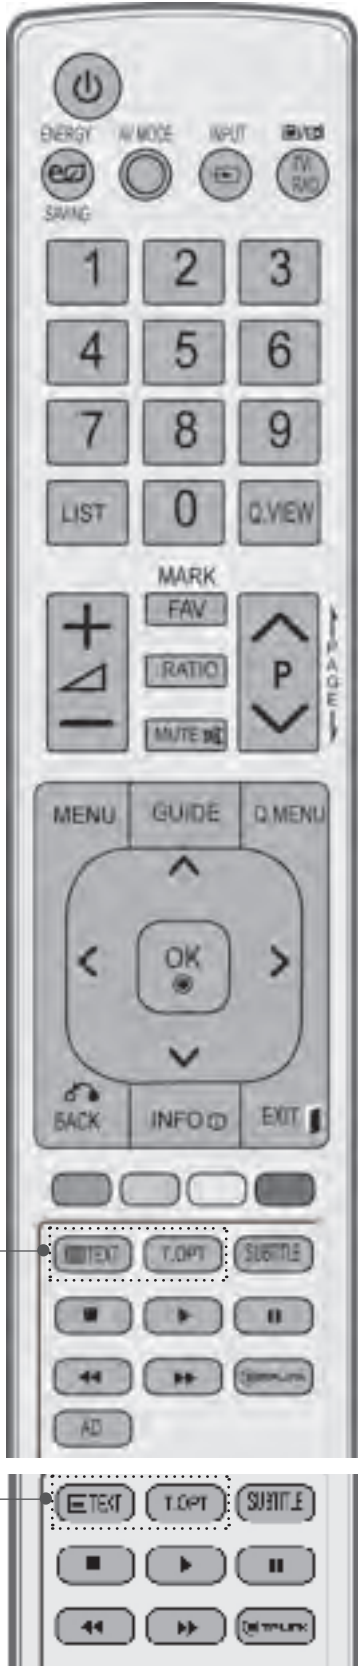 ENERGY AV MODE INPUT
TV/
RAD
SAVING
1 2 3
4 5 6
7 8 9
LIST 0 Q.VIEW
MARK
FAV
RATIO
P
PAGE
MUTE
MENU GUIDE Q.MENU
OK
BACK INFO EXIT
TEXT T.OPT SUBTITLE
AD
TEXT T.OPT SUBTITLE